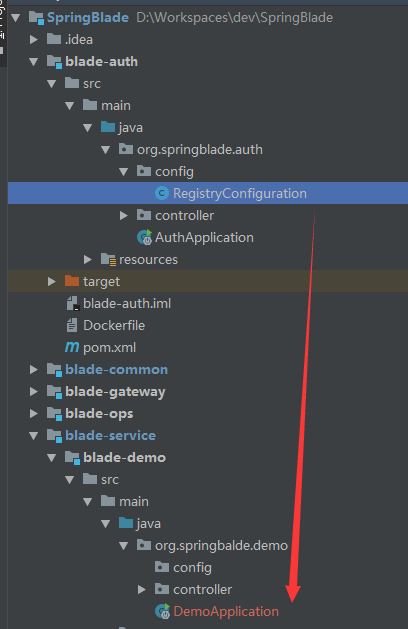 SpringBlade D:\Workspaces\dev\SpringBlade
.idea
blade-auth
src
main
java
org.springblade.auth
config
RegistryConfiguration
controller
AuthApplication
resources
target
blade-auth.iml
Dockerfile
pom.xml
blade-common
blade-gateway
blade-ops
blade-service
blade-demo
src
main
java
org.springbalde.demo
config
controller
DemoApplication